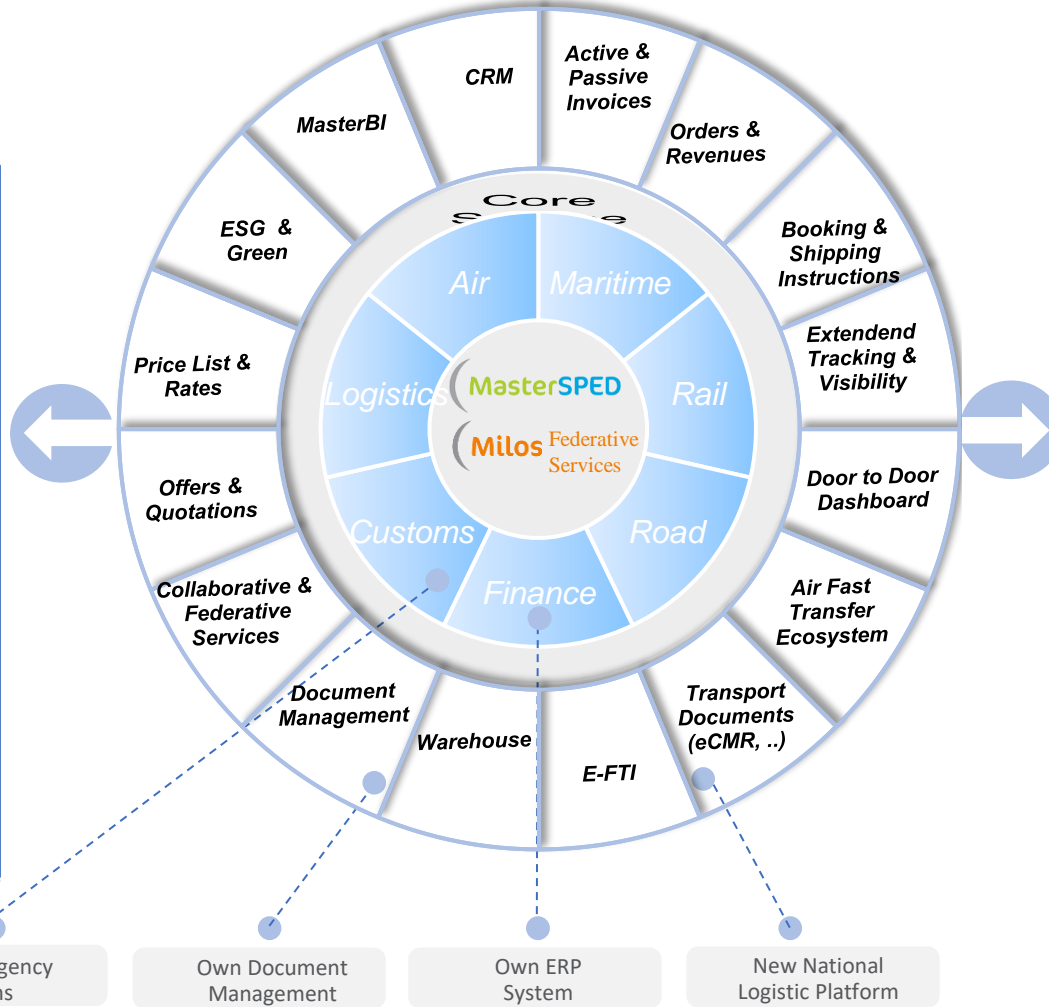 CRM
Active &
Passive
Invoices
MasterBI
Orders &
Revenues
ESG &
Green
Booking &
Shipping
Instructions
Price List &
Rates
Extendend
Tracking &
Visibility
Offers &
Quotations
Door to Door
Dashboard
Collaborative &
Federative
Services
Air Fast
Transfer
Ecosystem
Document
Management
Warehouse
E-FTI
Transport
Documents
(eCMR, ..)
Core
Air
Maritime
Logistics
Rail
Customs
Road
Finance
MasterSPED
Milos Federative
Services
Own Document
Management
Own ERP
System
New National
Logistic Platform